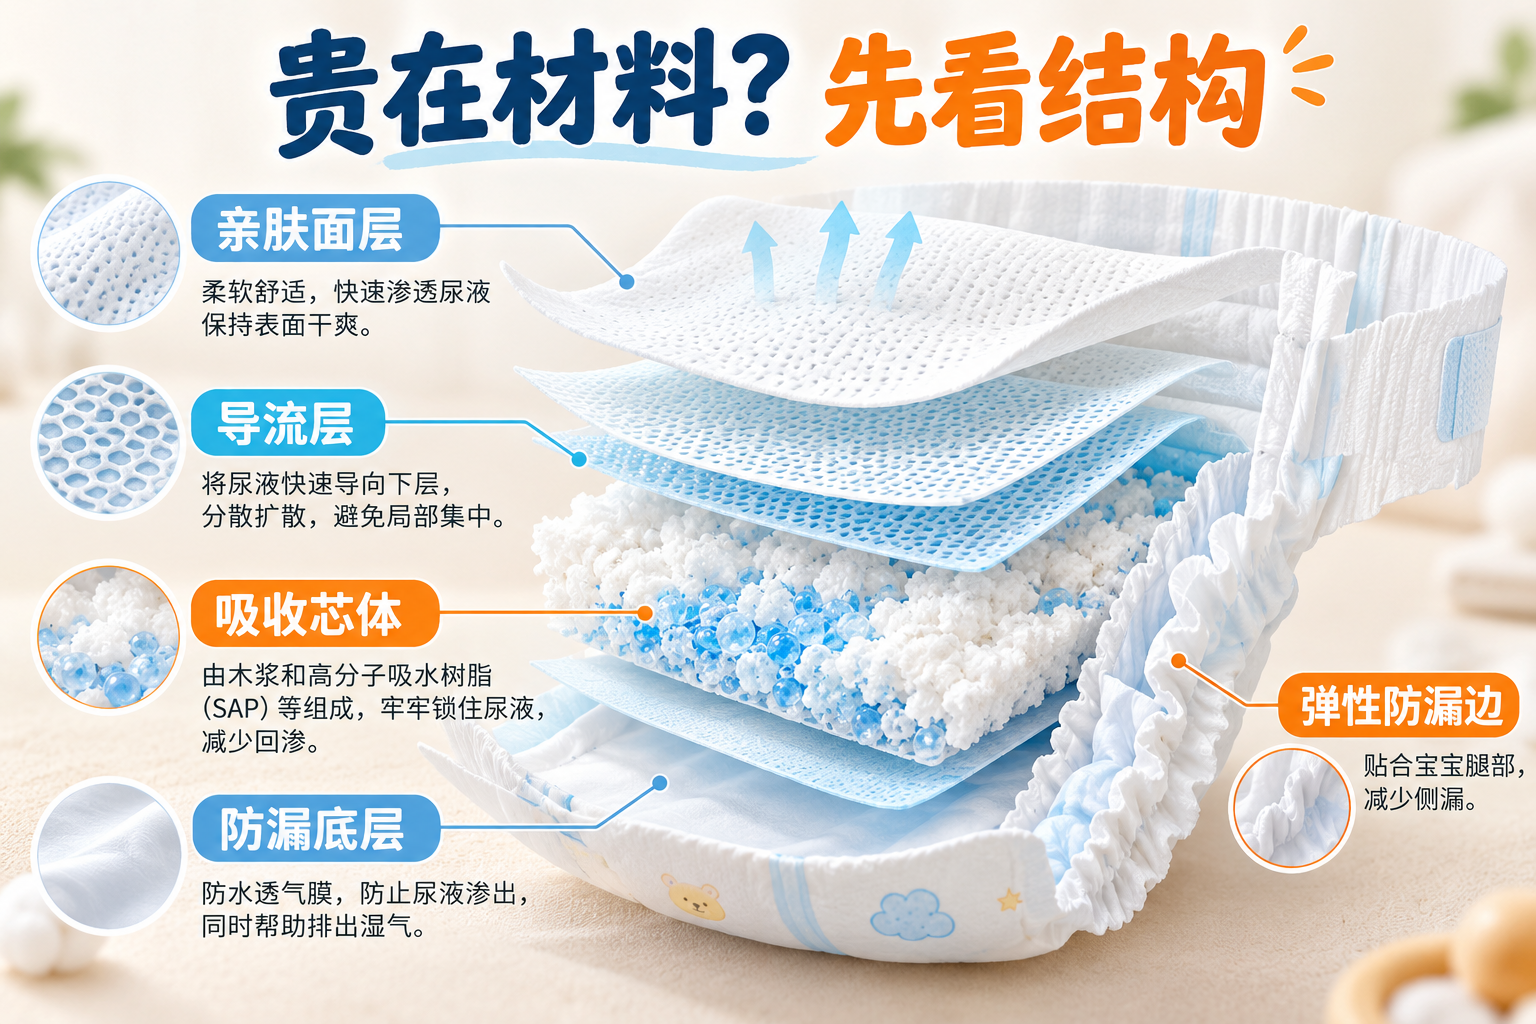 贵在材料？先看结构
亲肤面层
柔软舒适，快速渗透尿液
保持表面干爽。
导流层
将尿液快速导向下层，
分散扩散，避免局部集中。
吸收芯体
由木浆和高分子吸水树脂
（SAP）等组成，牢牢锁住尿液，
减少回渗。
防漏底层
防水透气膜，防止尿液渗出，
同时帮助排出湿气。
弹性防漏边
贴合宝宝腿部，
减少侧漏。